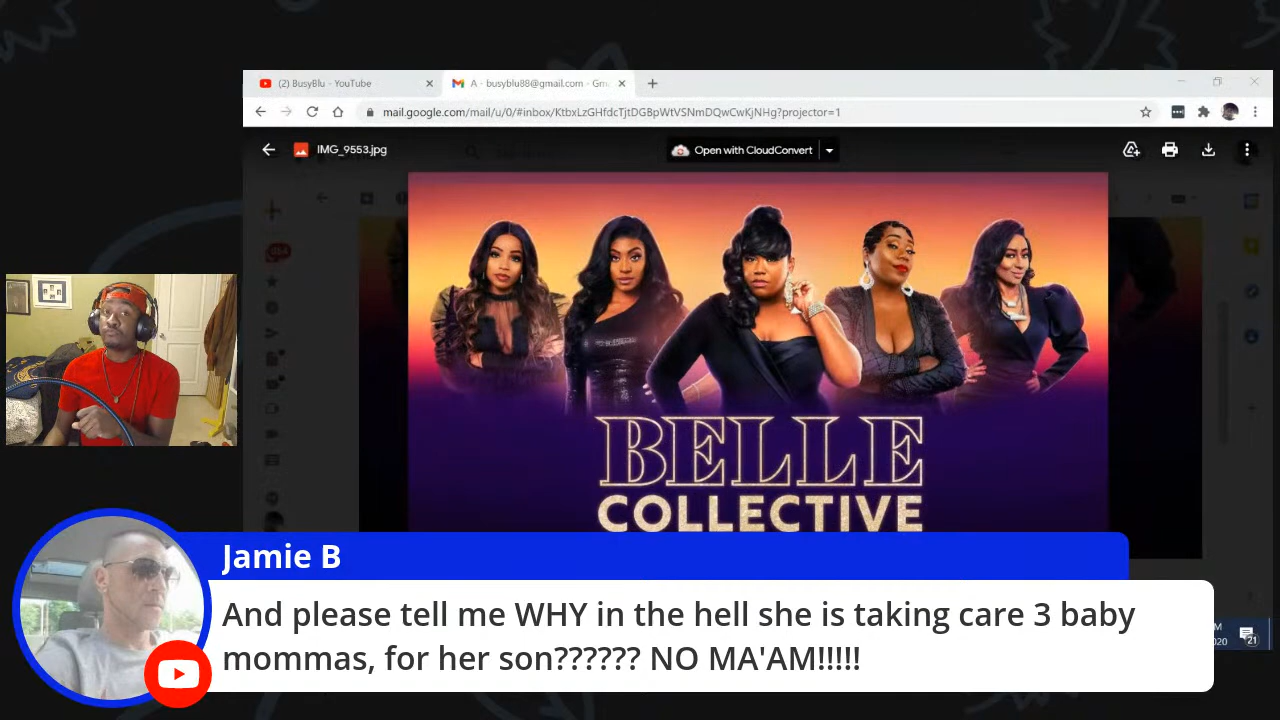 (2) BusyBlu - YouTube
A - busyblu88@gmail.com - Gm
mail.google.com/mail/u/0/#inbox/KtbxLzGHfdcTjtDGBpWtVSNmDQwCwKjNHg?projector=1
IMG_9553.jpg
Open with CloudConvert
BELLE
COLLECTIVE
Jamie B
And please tell me WHY in the hell she is taking care 3 baby
mommas, for her son?????? NO MA'AM!!!!!
M
020
21